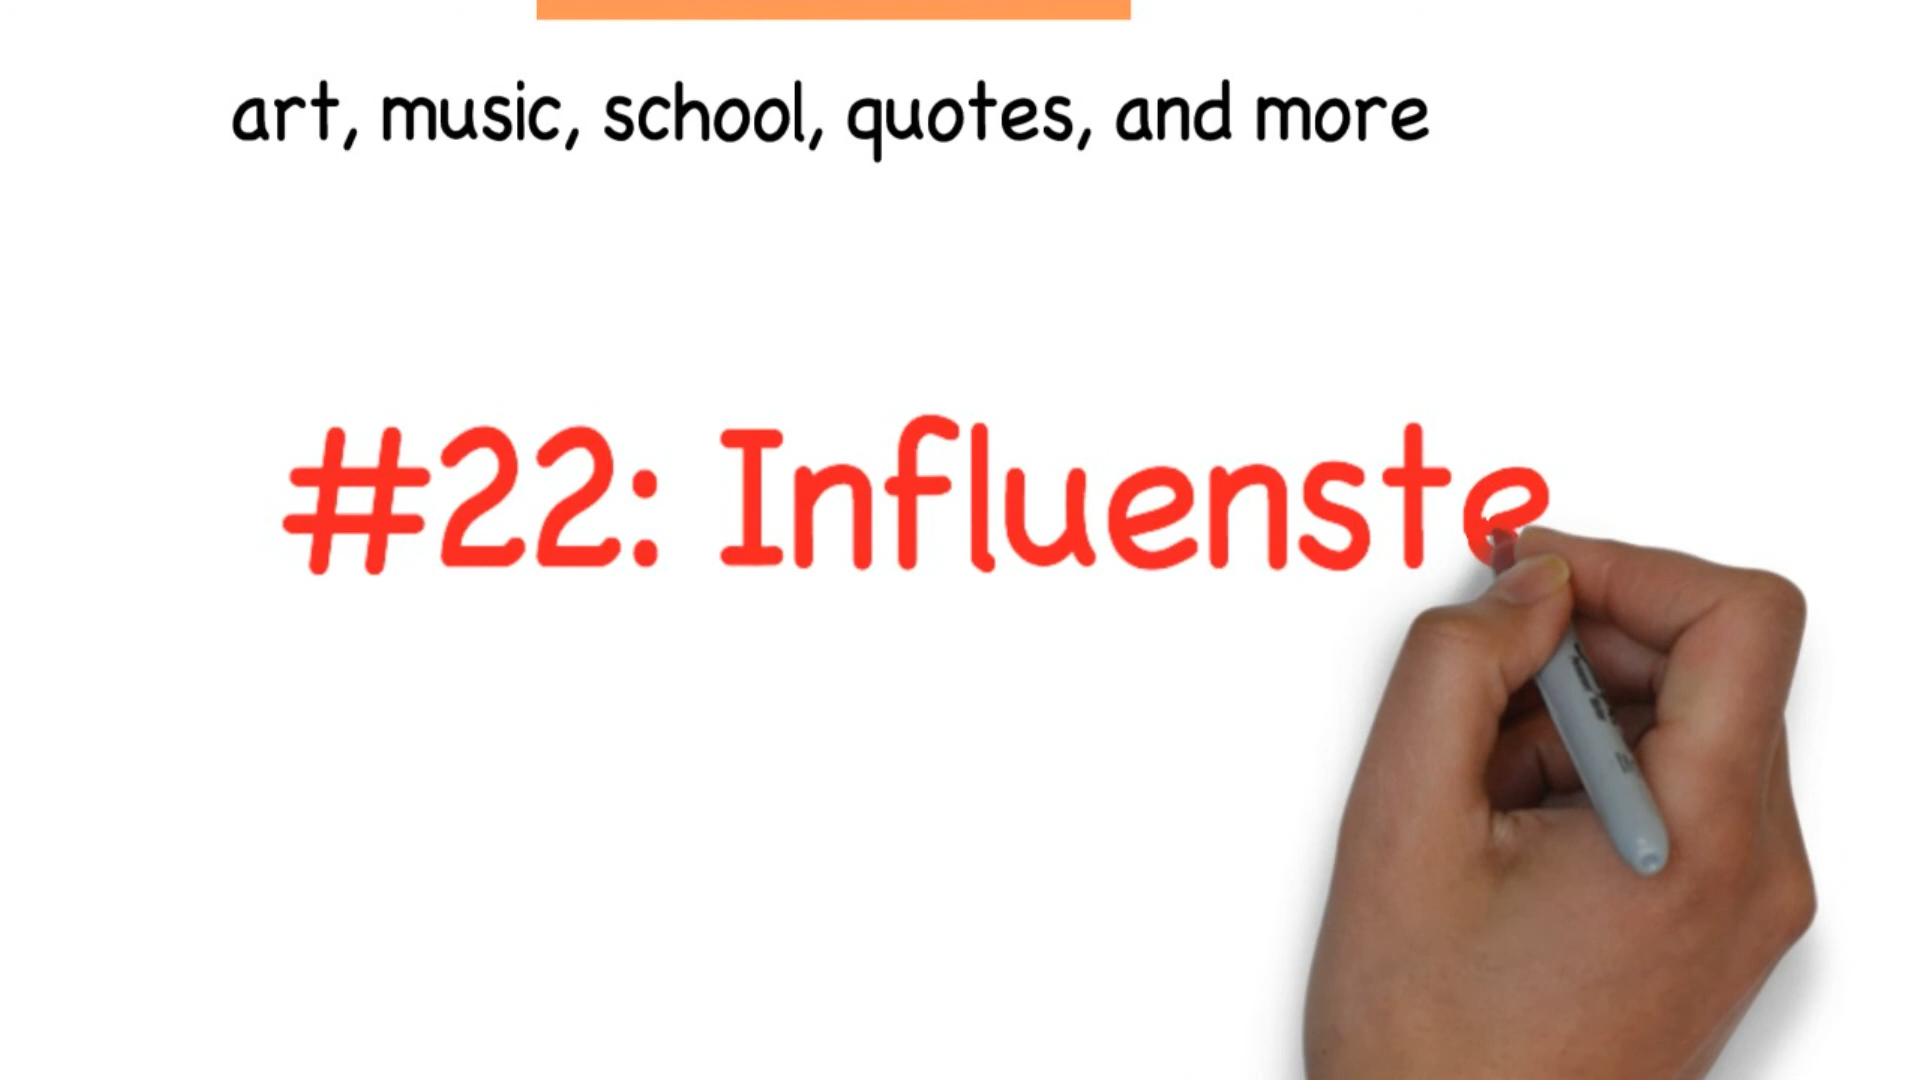 art, music, school, quotes, and more
#22: Influenste